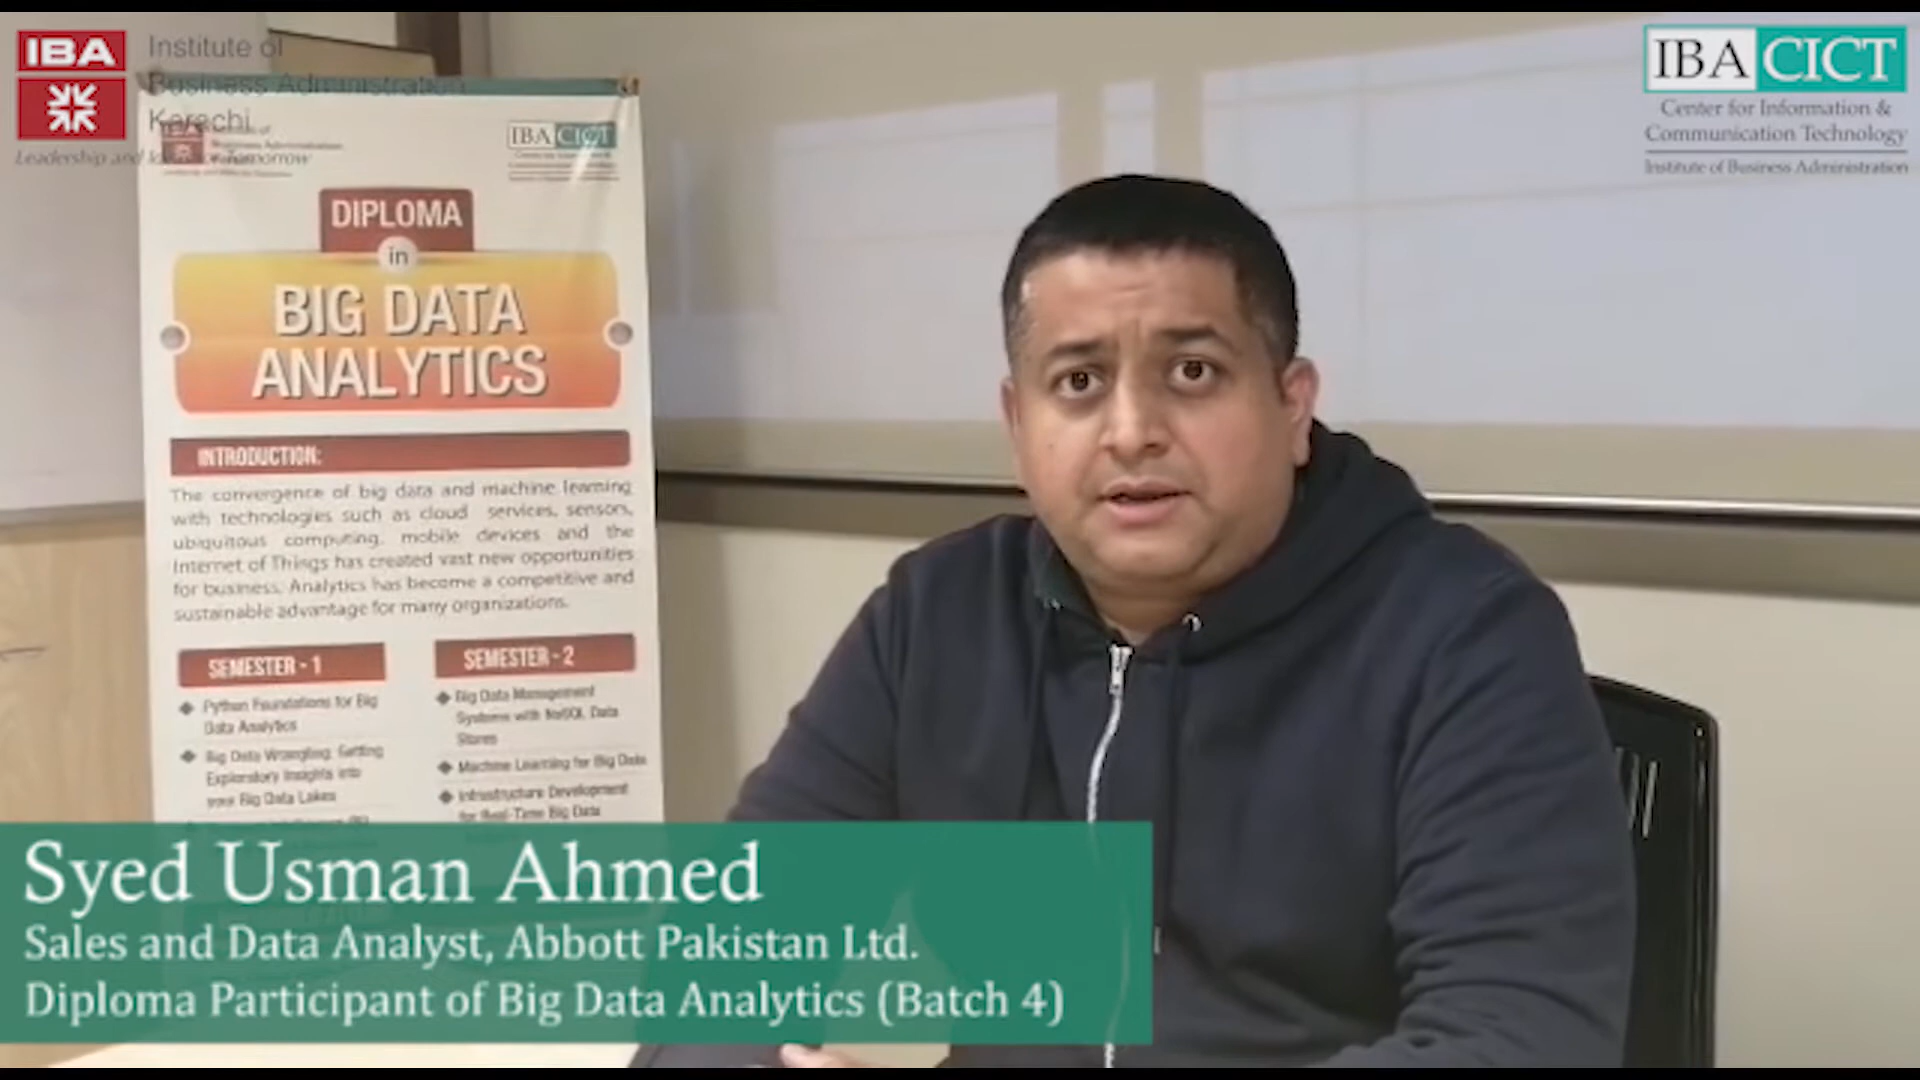 IBA
Institute of
Business Administration
Karachi
Leadership and Ideas for Tomorrow
IBA CICT
Center for Information &
Communication Technology
Institute of Business Administration
IBA CICT
DIPLOMA
in
BIG DATA
ANALYTICS
INTRODUCTION:
The convergence of big data and machine learning
with technologies such as cloud services, sensors,
ubiquitous computing, mobile devices and the
Internet of Things has created vast new opportunities
for business. Analytics has become a competitive and
sustainable advantage for many organizations.
SEMESTER - 1
Python Foundations for Big
Data Analytics
Big Data Wrangling: Getting
Exploratory Insights into
your Big Data Lakes
SEMESTER - 2
Big Data Management
Systems with NoSQL Data
Stores
Machine Learning for Big Data
Infrastructure Development
for Real-Time Big Data
Syed Usman Ahmed
Sales and Data Analyst, Abbott Pakistan Ltd.
Diploma Participant of Big Data Analytics (Batch 4)